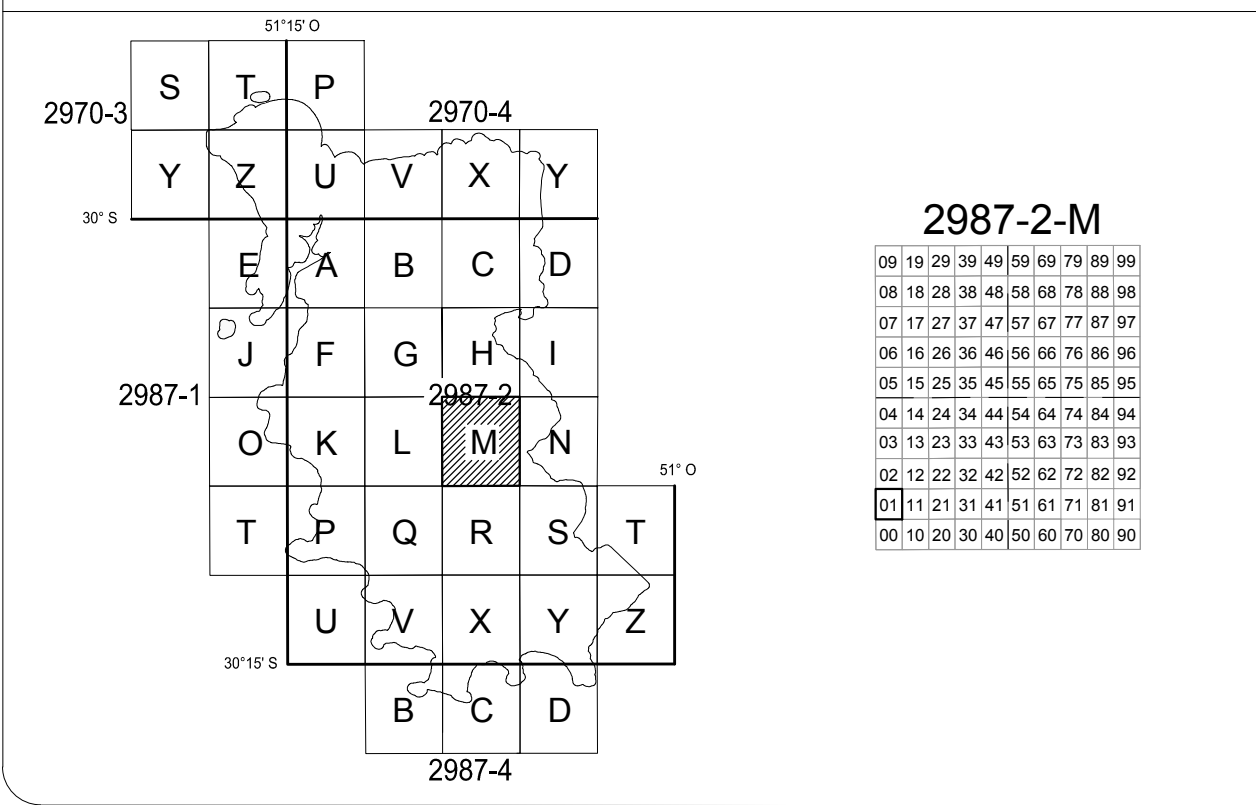 51°15' O
S T P
2970-3 2970-4
Y Z U V X Y
30° S
E A B C D
J F G H I
2987-1 2987-2
O K L M N
51° O
T P Q R S T
U V X Y Z
30°15' S
B C D
2987-4
2987-2-M
09 19 29 39 49 59 69 79 89 99
08 18 28 38 48 58 68 78 88 98
07 17 27 37 47 57 67 77 87 97
06 16 26 36 46 56 66 76 86 96
05 15 25 35 45 55 65 75 85 95
04 14 24 34 44 54 64 74 84 94
03 13 23 33 43 53 63 73 83 93
02 12 22 32 42 52 62 72 82 92
01 11 21 31 41 51 61 71 81 91
00 10 20 30 40 50 60 70 80 90